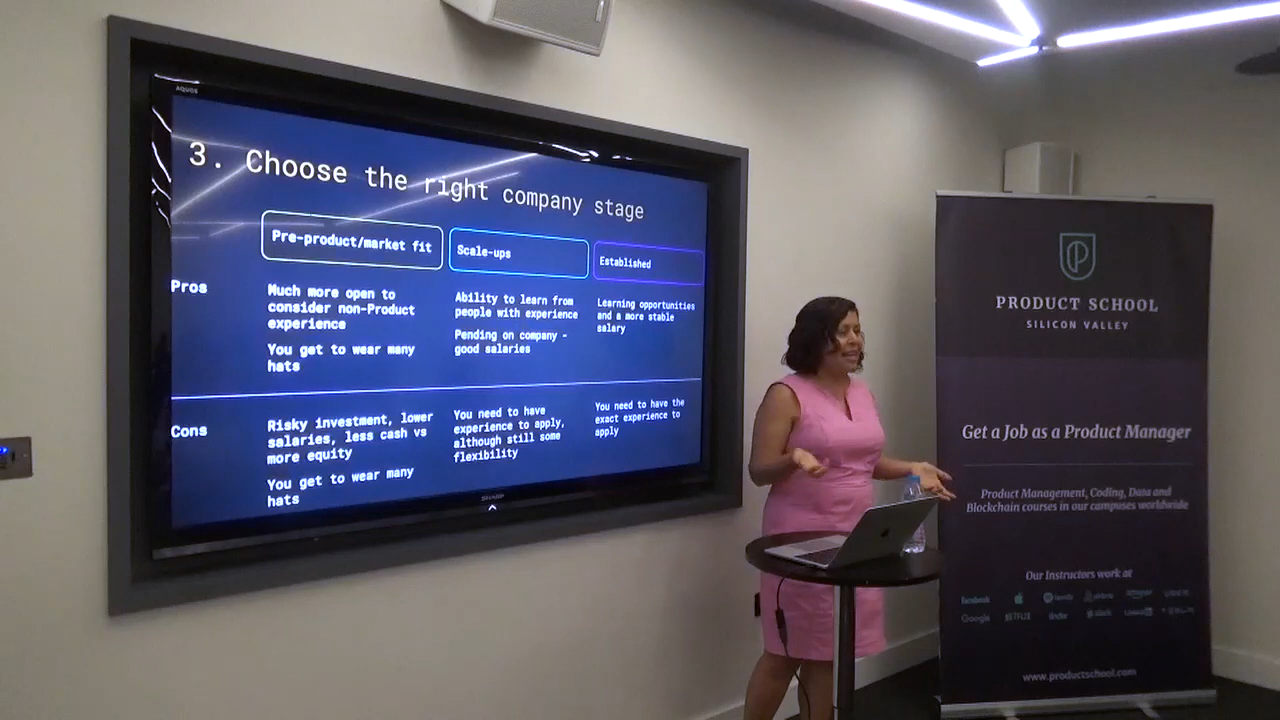 AQUOS
3. Choose the right company stage
Pre-product/market fit
Scale-ups
Established
Pros
Much more open to
consider non-Product
experience
You get to wear many
hats
Ability to learn from
people with experience
Pending on company -
good salaries
Learning opportunities
and a more stable
salary
Cons
Risky investment, lower
salaries, less cash vs
more equity
You get to wear many
hats
You need to have
experience to apply,
although still some
flexibility
You need to have the
exact experience to
apply
SHARP
PRODUCT SCHOOL
SILICON VALLEY
Get a Job as a Product Manager
Product Management, Coding, Data and
Blockchain courses in our campuses worldwide
Our Instructors work at
facebook
Google
www.productschool.com